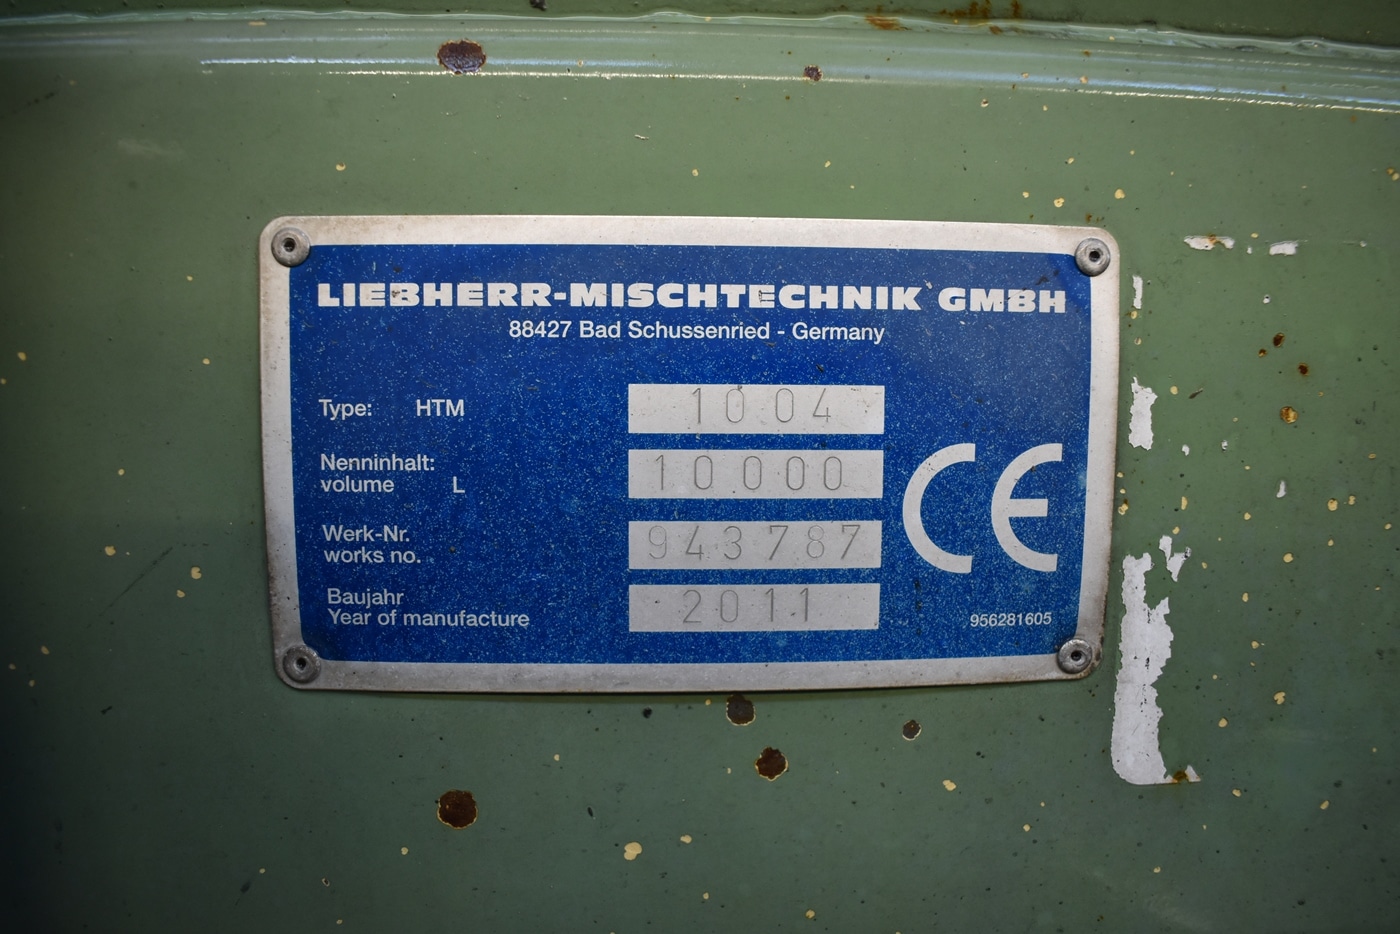 LIEBHERR-MISCHTECHNIK GMBH
88427 Bad Schussenried - Germany
Type: HTM 1004
Nenninhalt:
volume L 10000
Werk-Nr.
works no. 943787
Baujahr
Year of manufacture 2011
CE
956281605